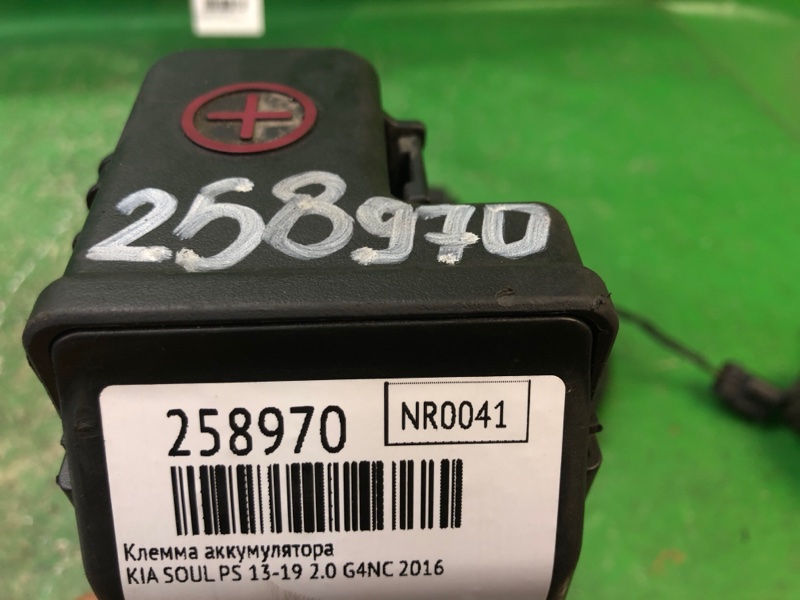 258970
258970
NR0041
Клемма аккумулятора
KIA SOUL PS 13-19 2.0 G4NC 2016